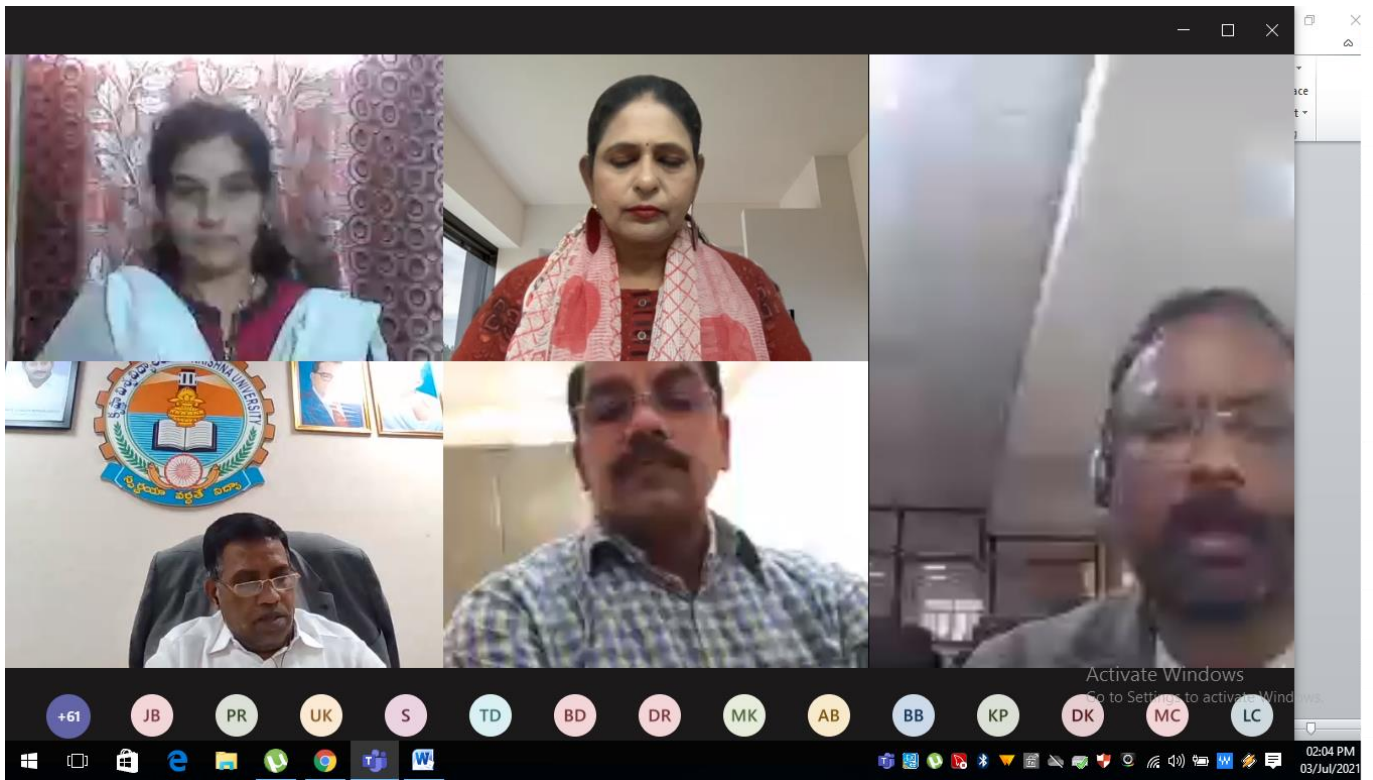 ace
t
KRISHNA UNIVERSITY
Activate Windows
Go to Settings to activate Windows.
+61
JB
PR
UK
S
TD
BD
DR
MK
AB
BB
KP
DK
MC
LC
02:04 PM
03/Jul/2021